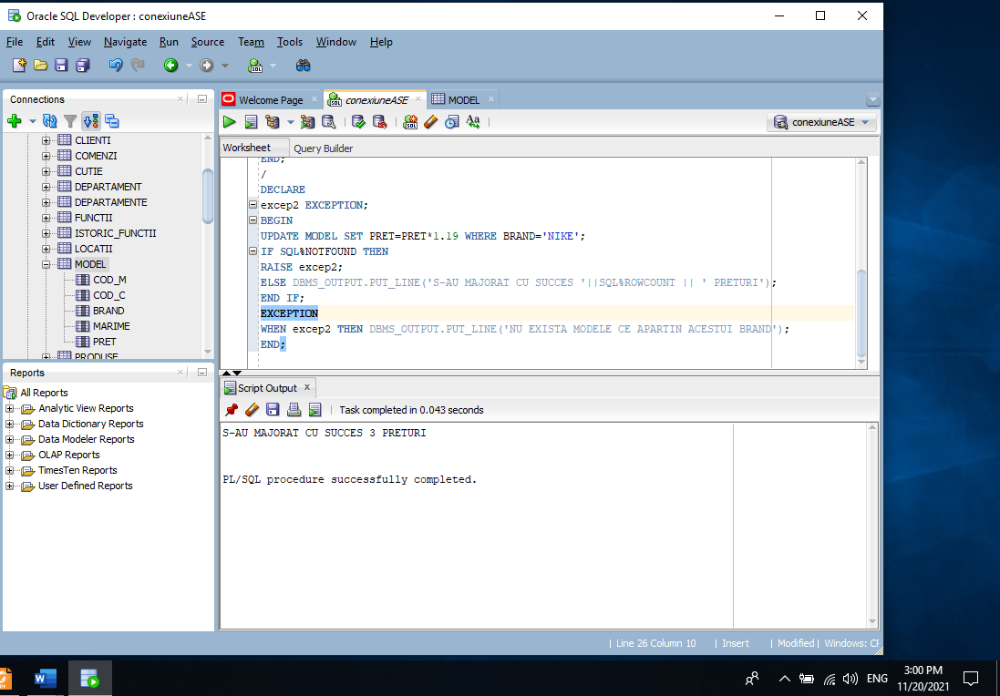 Oracle SQL Developer : conexiuneASE
File Edit View Navigate Run Source Team Tools Window Help
Connections
CLIENTI
COMENZI
CUTIE
DEPARTAMENT
DEPARTAMENTE
FUNCTII
ISTORIC_FUNCTII
LOCATII
MODEL
COD_M
COD_C
BRAND
MARIME
PRET
PRODUSE
Reports
All Reports
Analytic View Reports
Data Dictionary Reports
Data Modeler Reports
OLAP Reports
TimesTen Reports
User Defined Reports
Welcome Page conexiuneASE MODEL
conexiuneASE
Worksheet Query Builder
END;
/
DECLARE
excep2 EXCEPTION;
BEGIN
UPDATE MODEL SET PRET=PRET*1.19 WHERE BRAND='NIKE';
IF SQL%NOTFOUND THEN
RAISE excep2;
ELSE DBMS_OUTPUT.PUT_LINE('S-AU MAJORAT CU SUCCES '||SQL%ROWCOUNT || ' PRETURI');
END IF;
EXCEPTION
WHEN excep2 THEN DBMS_OUTPUT.PUT_LINE('NU EXISTA MODELE CE APARTIN ACESTUI BRAND');
END;
Script Output
Task completed in 0.043 seconds
S-AU MAJORAT CU SUCCES 3 PRETURI
PL/SQL procedure successfully completed.
| Line 26 Column 10 | Insert | Modified | Windows: CF
ENG
3:00 PM
11/20/2021